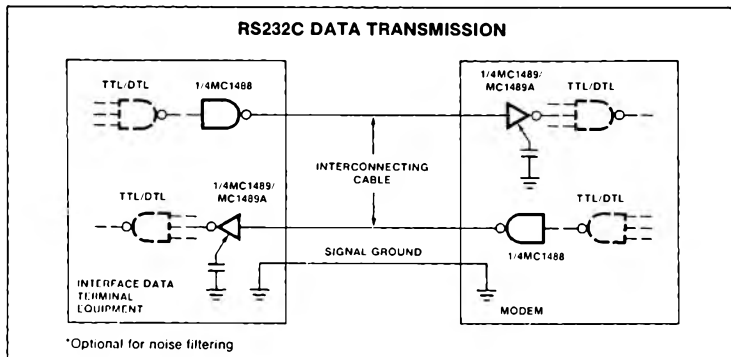 RS232C DATA TRANSMISSION
TTL/DTL
1/4MC1488
1/4MC1489/
MC1489A
TTL/DTL
INTERCONNECTING
CABLE
TTL/DTL
1/4MC1489/
MC1489A
TTL/DTL
1/4MC1488
SIGNAL GROUND
INTERFACE DATA
TERMINAL
EQUIPMENT
MODEM
*Optional for noise filtering